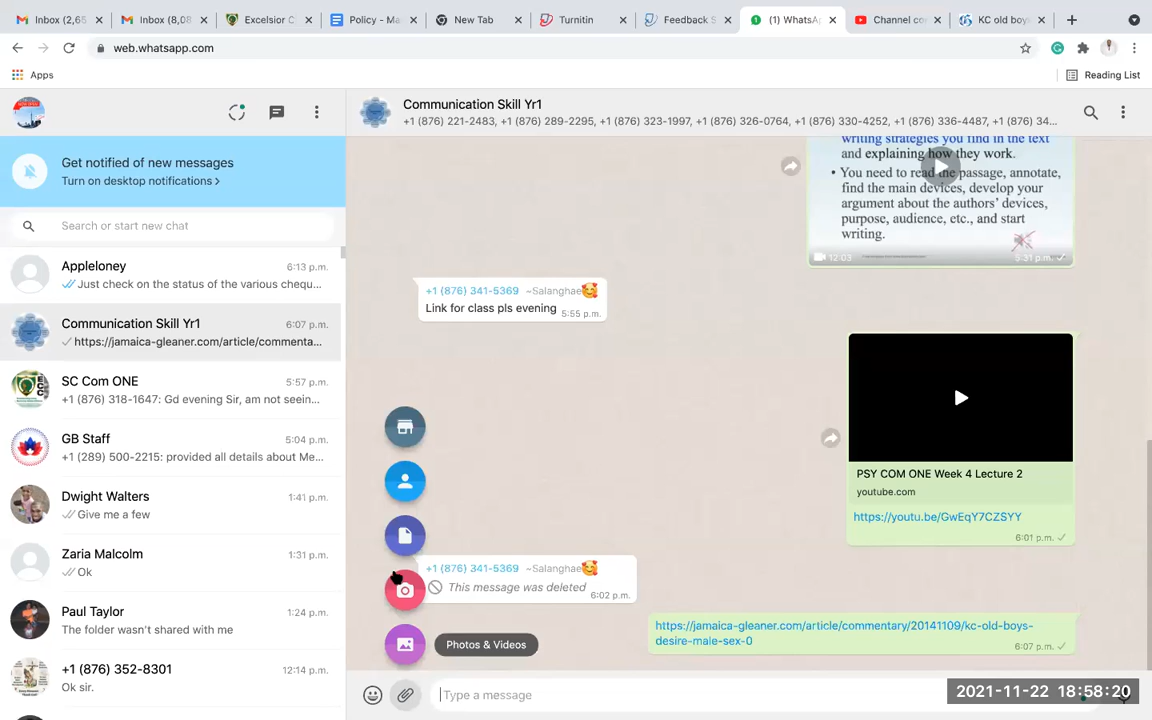 Inbox (2,65
Inbox (8,08
Excelsior C
Policy - Ma
New Tab
Turnitin
Feedback S
(1) WhatsAp
Channel co
KC old boy
web.whatsapp.com
Apps
Reading List
Communication Skill Yr1
+1 (876) 221-2483, +1 (876) 289-2295, +1 (876) 323-1997, +1 (876) 326-0764, +1 (876) 330-4252, +1 (876) 336-4487, +1 (876) 34...
Get notified of new messages
Turn on desktop notifications >
Search or start new chat
Appleloney
6:13 p.m.
Just check on the status of the various chequ...
Communication Skill Yr1
6:07 p.m.
https://jamaica-gleaner.com/article/commenta...
SC Com ONE
5:57 p.m.
+1 (876) 318-1647: Gd evening Sir, am not seein...
GB Staff
5:04 p.m.
+1 (289) 500-2215: provided all details about Me...
Dwight Walters
1:41 p.m.
Give me a few
Zaria Malcolm
1:31 p.m.
Ok
Paul Taylor
1:24 p.m.
The folder wasn't shared with me
+1 (876) 352-8301
12:14 p.m.
Ok sir.
writing strategies you find in the text
and explaining how they work.
• You need to read the passage, annotate,
find the main devices, develop your
argument about the authors' devices,
purpose, audience, etc., and start
writing.
12:03
5:31 p.m.
+1 (876) 341-5369 ~Salanghae
Link for class pls evening
5:55 p.m.
PSY COM ONE Week 4 Lecture 2
youtube.com
https://youtu.be/GwEqY7CZSYY
6:01 p.m.
+1 (876) 341-5369 ~Salanghae
This message was deleted
6:02 p.m.
https://jamaica-gleaner.com/article/commentary/20141109/kc-old-boys-
desire-male-sex-0
6:07 p.m.
Photos & Videos
Type a message
2021-11-22 18:58:20